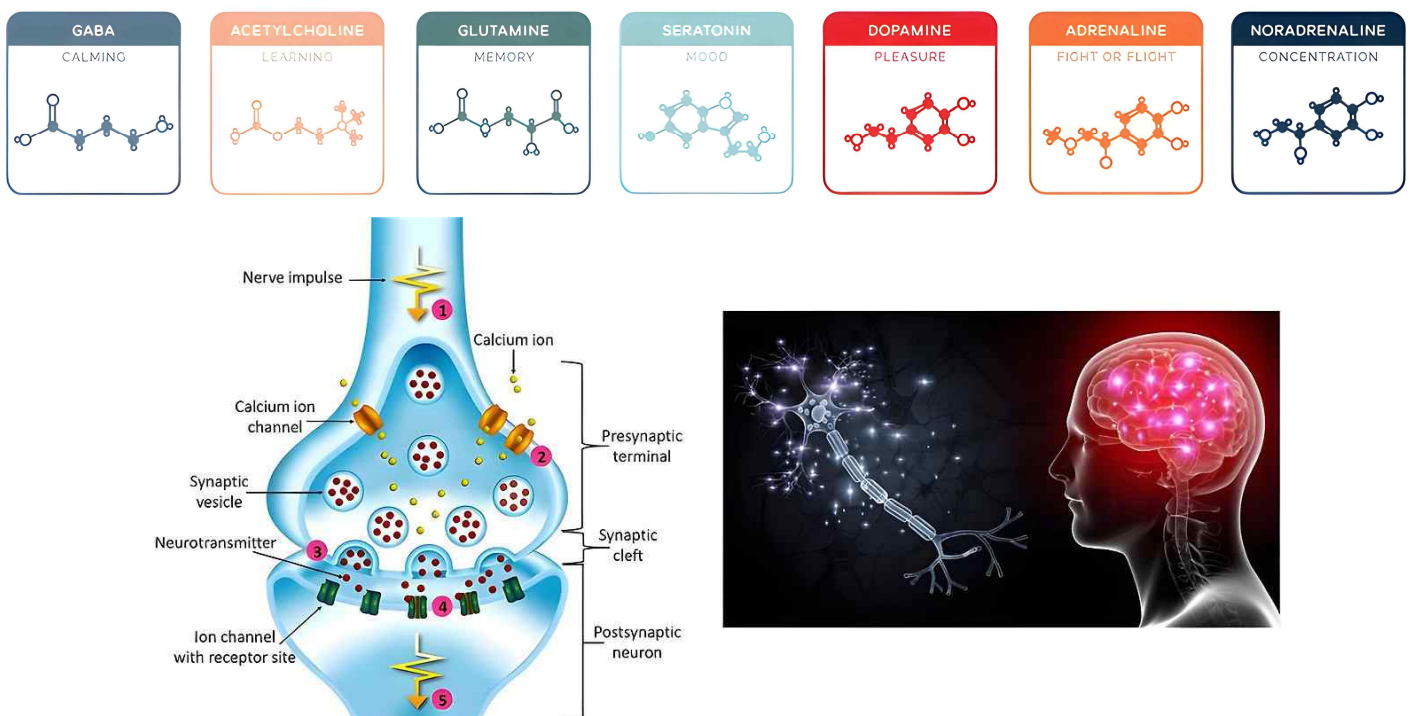 GABA
CALMING
ACETYLCHOLINE
LEARNING
GLUTAMINE
MEMORY
SERATONIN
MOOD
DOPAMINE
PLEASURE
ADRENALINE
FIGHT OR FLIGHT
NORADRENALINE
CONCENTRATION
Nerve impulse
1
Calcium ion
Calcium ion
channel
2
Presynaptic
terminal
Synaptic
vesicle
Neurotransmitter
3
Synaptic
cleft
4
Ion channel
with receptor site
Postsynaptic
neuron
5